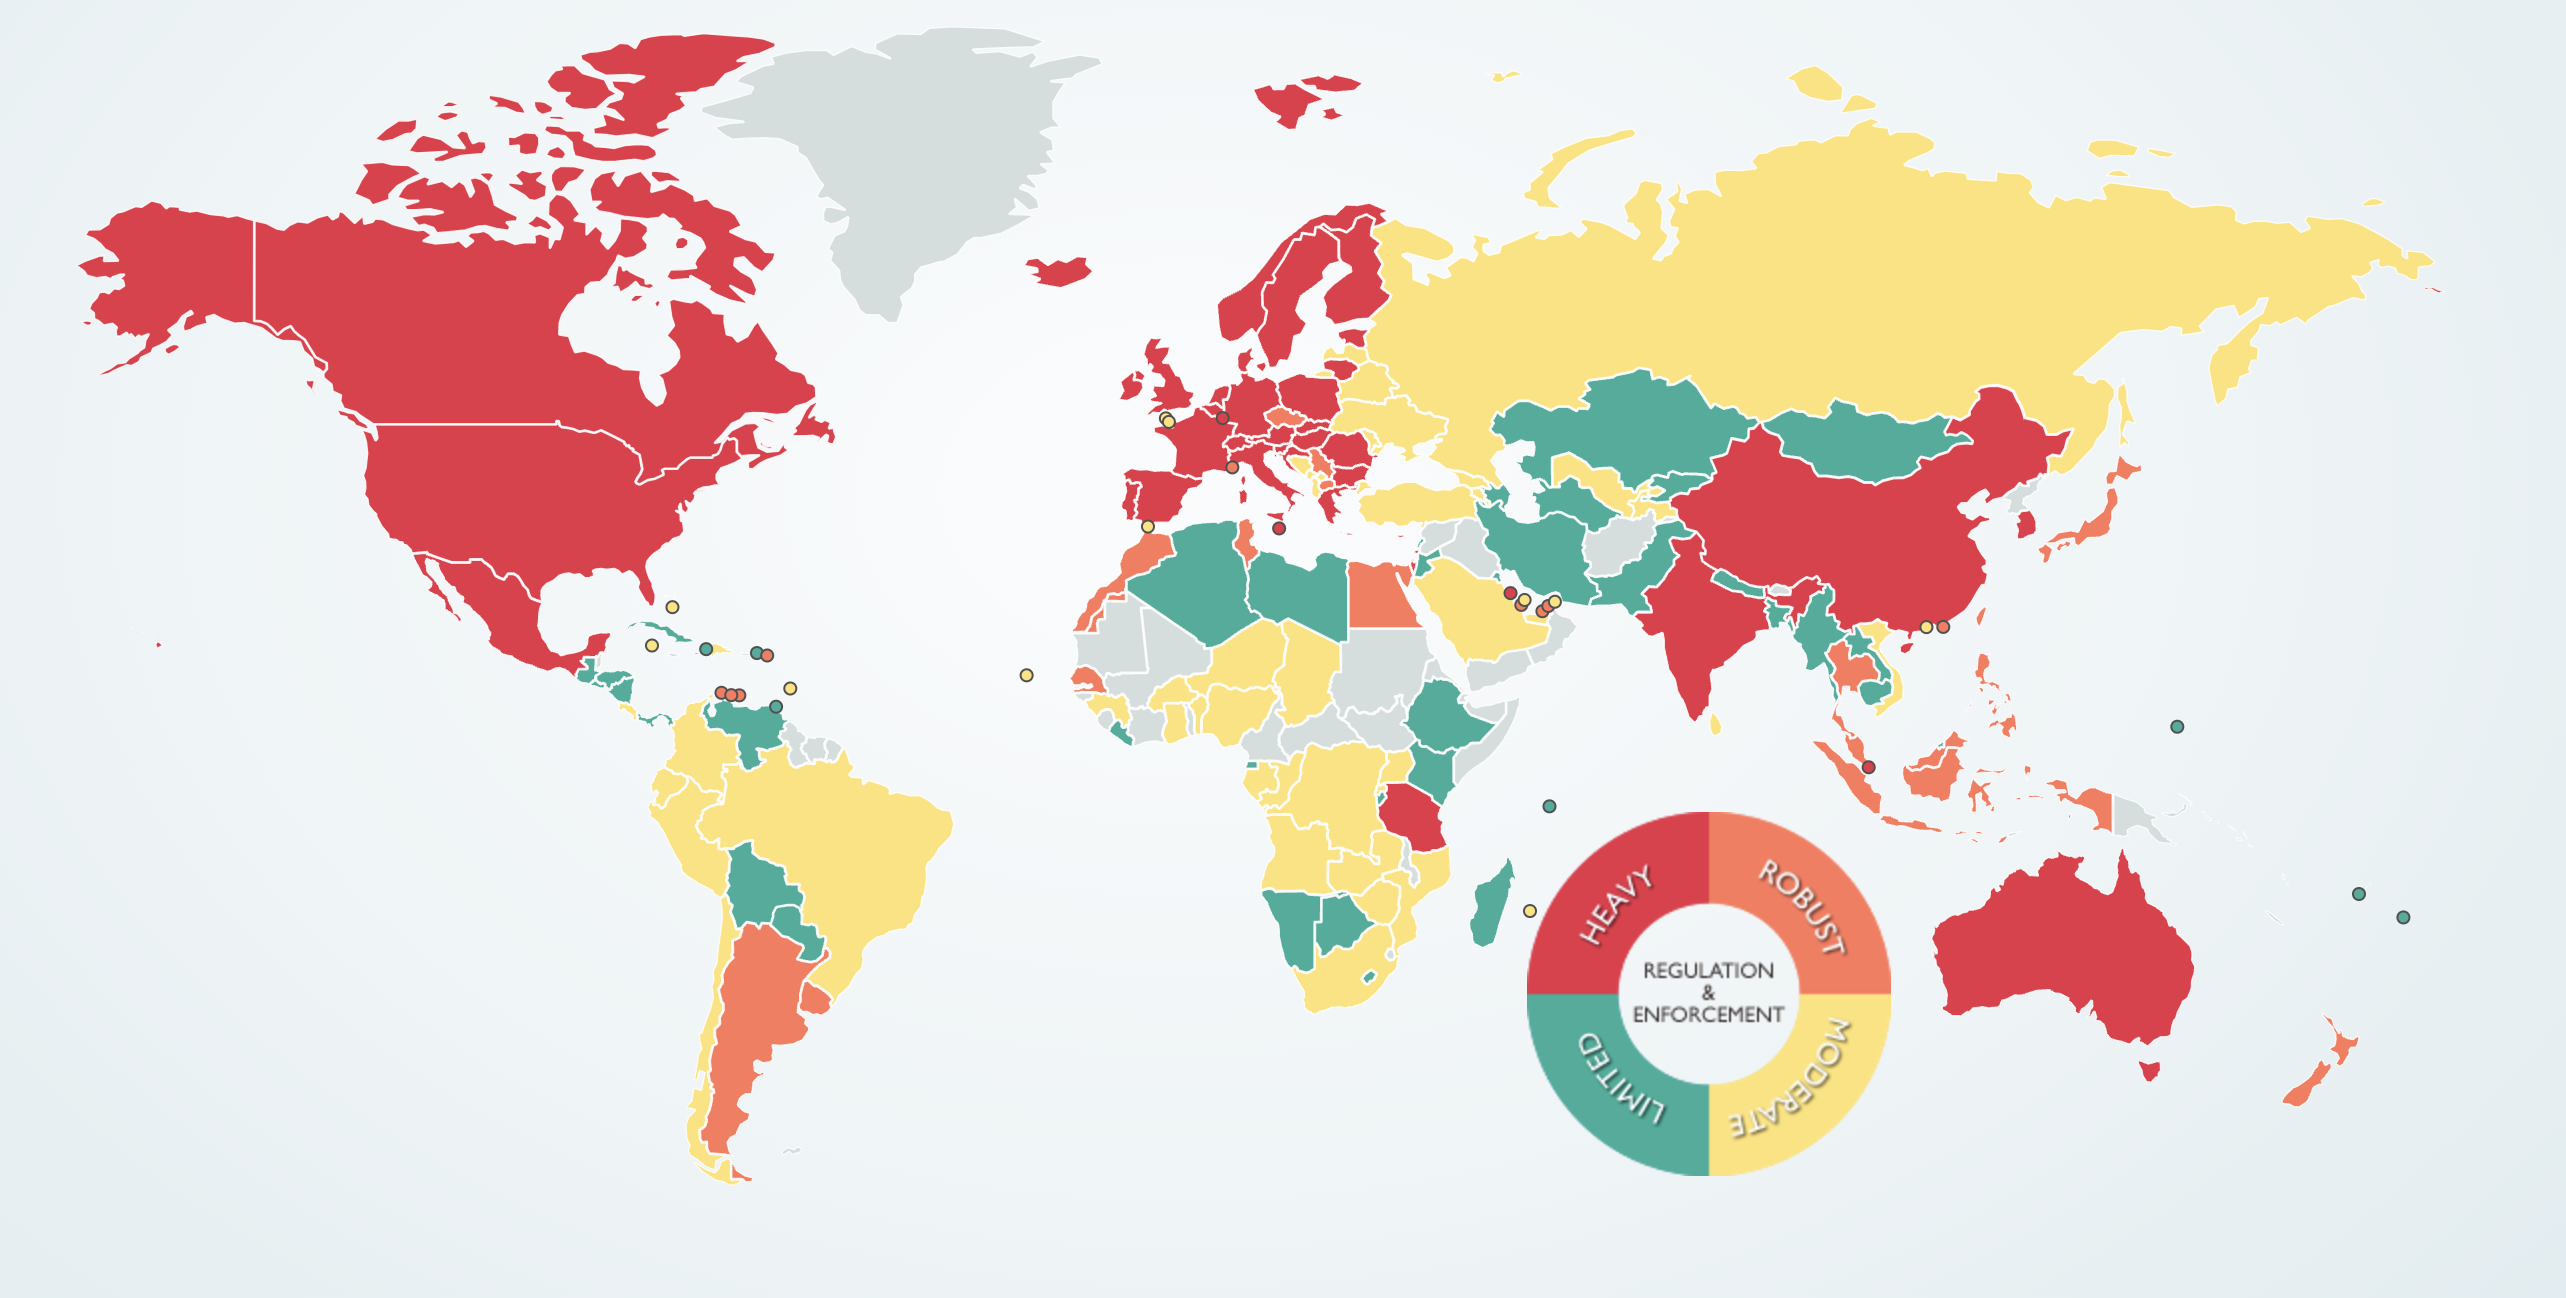 HEAVY
ROBUST
REGULATION
&
ENFORCEMENT
LIMITED
MODERATE